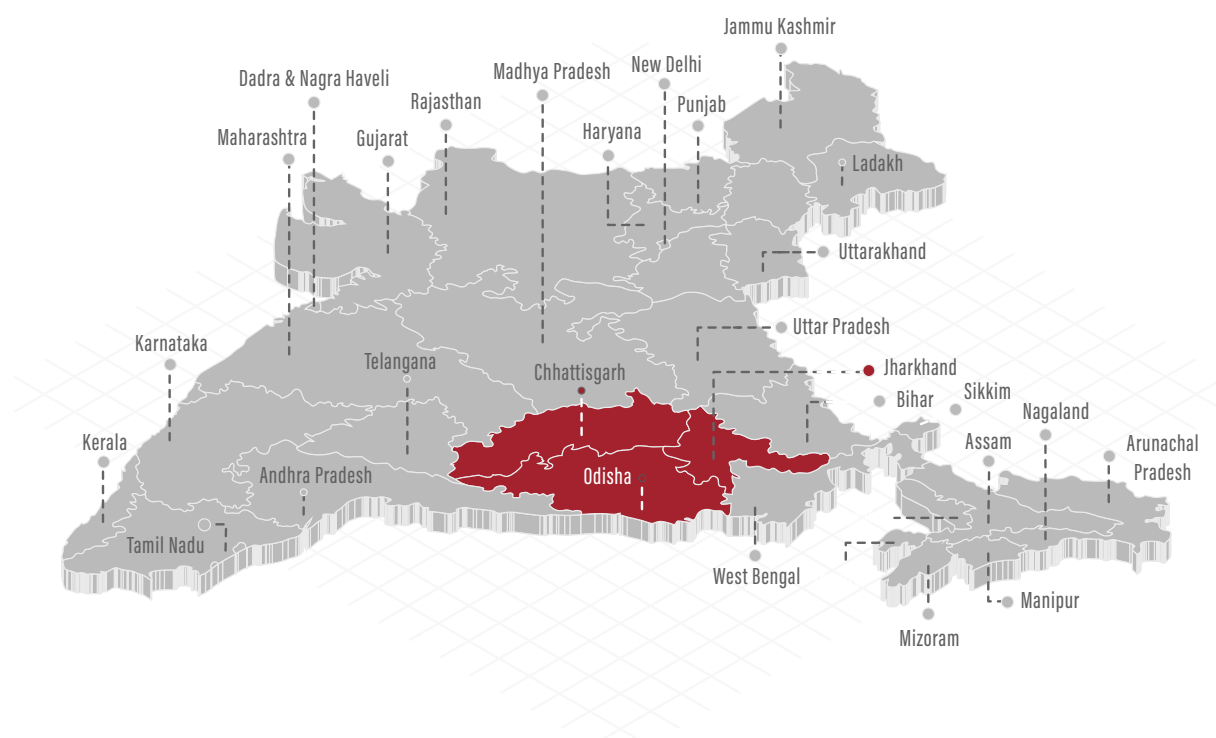 Jammu Kashmir
Madhya Pradesh
New Delhi
Dadra & Nagra Haveli
Rajasthan
Punjab
Maharashtra
Gujarat
Haryana
Ladakh
Uttarakhand
Uttar Pradesh
Karnataka
Telangana
Chhattisgarh
Jharkhand
Bihar
Sikkim
Nagaland
Kerala
Assam
Arunachal
Pradesh
Andhra Pradesh
Odisha
Tamil Nadu
West Bengal
Manipur
Mizoram